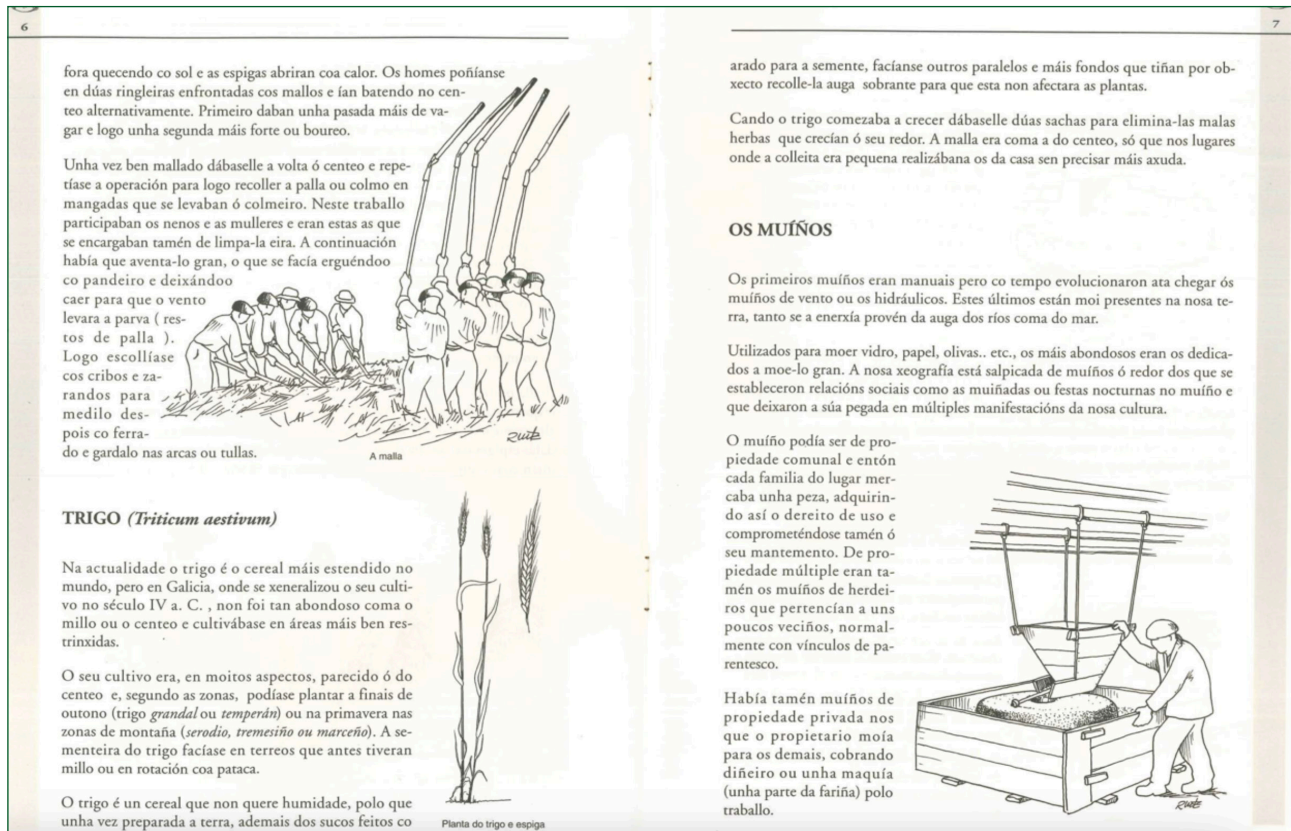 6
fora quecendo co sol e as espigas abriran coa calor. Os homes poñíanse
en dúas ringleiras enfrontadas cos mallos e ían batendo no cen-
teo alternativamente. Primeiro daban unha pasada máis de va-
gar e logo unha segunda máis forte ou boureo.
Unha vez ben mallado dábaselle a volta ó centeo e repe-
tíase a operación para logo recoller a palla ou colmo en
mangadas que se levaban ó colmeiro. Neste traballo
participaban os nenos e as mulleres e eran estas as que
se encargaban tamén de limpa-la eira. A continuación
había que aventa-lo gran, o que se facía erguéndoo
co pandeiro e deixándoo
caer para que o vento
levara a parva ( res-
tos de palla ).
Logo escollíase
cos cribos e za-
randos para
medilo des-
pois co ferra-
do e gardalo nas arcas ou tullas.
A malla
TRIGO (Triticum aestivum)
Na actualidade o trigo é o cereal máis estendido no
mundo, pero en Galicia, onde se xeneralizou o seu culti-
vo no século IV a. C. , non foi tan abondoso coma o
millo ou o centeo e cultivábase en áreas máis ben res-
trinxidas.
O seu cultivo era, en moitos aspectos, parecido ó do
centeo e, segundo as zonas, podíase plantar a finais de
outono (trigo grandal ou temperán) ou na primavera nas
zonas de montaña (serodio, tremesiño ou marceño). A se-
menteira do trigo facíase en terreos que antes tiveran
millo ou en rotación coa pataca.
O trigo é un cereal que non quere humidade, polo que
unha vez preparada a terra, ademais dos sucos feitos co
Planta do trigo e espiga
7
arado para a semente, facíanse outros paralelos e máis fondos que tiñan por ob-
xecto recolle-la auga sobrante para que esta non afectara as plantas.
Cando o trigo comezaba a crecer dábaselle dúas sachas para elimina-las malas
herbas que crecían ó seu redor. A malla era coma a do centeo, só que nos lugares
onde a colleita era pequena realizábana os da casa sen precisar máis axuda.
OS MUÍÑOS
Os primeiros muíños eran manuais pero co tempo evolucionaron ata chegar ós
muíños de vento ou os hidráulicos. Estes últimos están moi presentes na nosa te-
rra, tanto se a enerxía provén da auga dos ríos coma do mar.
Utilizados para moer vidro, papel, olivas.. etc., os máis abondosos eran os dedica-
dos a moe-lo gran. A nosa xeografía está salpicada de muíños ó redor dos que se
estableceron relacións sociais como as muiñadas ou festas nocturnas no muíño e
que deixaron a súa pegada en múltiples manifestacións da nosa cultura.
O muíño podía ser de pro-
piedade comunal e entón
cada familia do lugar mer-
caba unha peza, adquirin-
do así o dereito de uso e
comprometéndose tamén ó
seu mantemento. De pro-
piedade múltiple eran ta-
mén os muíños de herdei-
ros que pertencían a uns
poucos veciños, normal-
mente con vínculos de pa-
rentesco.
Había tamén muíños de
propiedade privada nos
que o propietario moía
para os demais, cobrando
diñeiro ou unha maquía
(unha parte da fariña) polo
traballo.